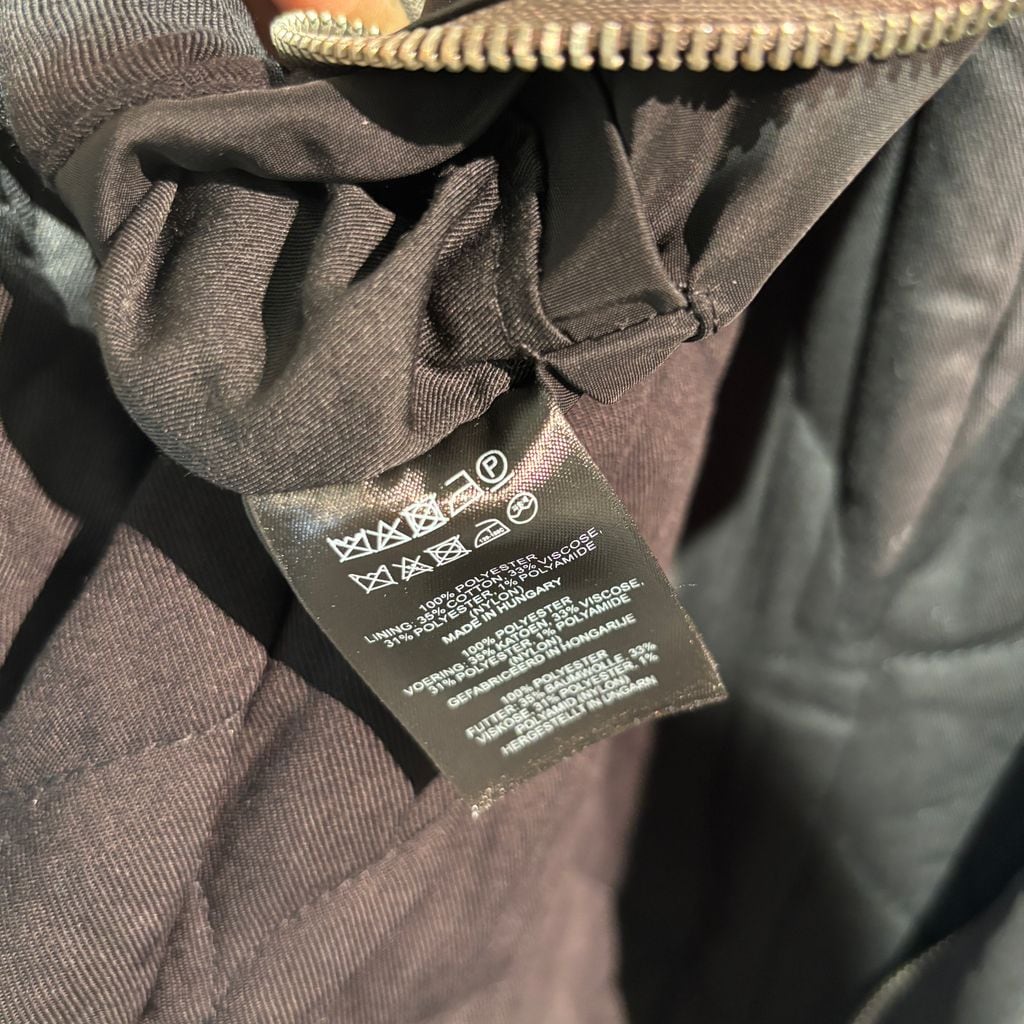 P
100% POLYESTER
LINING: 35% COTTON, 33% VISCOSE,
31% POLYESTER, 1% POLYAMIDE
(NYLON)
MADE IN HUNGARY
100% POLYESTER
VOERING: 35% KATOEN, 33% VISCOSE,
31% POLYESTER, 1% POLYAMIDE
(NYLON)
GEFABRICEERD IN HONGARIJE
100% POLYESTER
FUTTER: 35% BAUMWOLLE, 33%
VISKOSE, 31% POLYESTER, 1%
POLYAMID (NYLON)
HERGESTELLT IN UNGARN